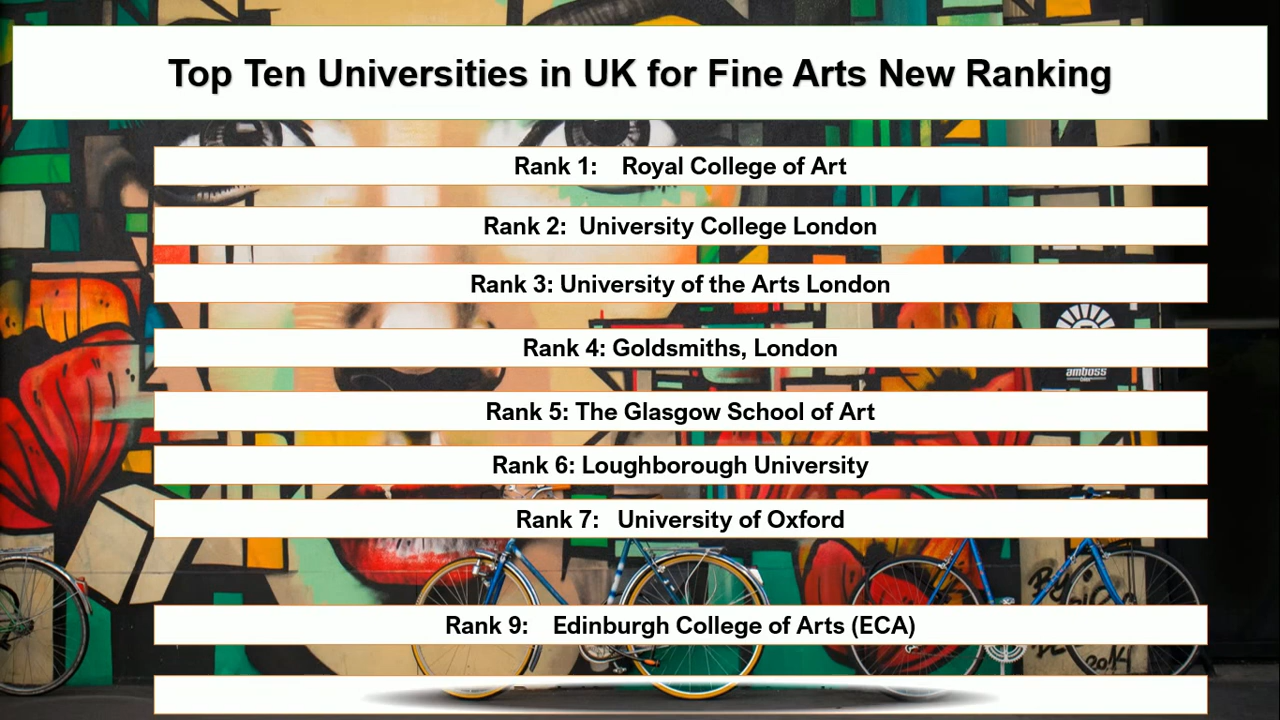 Top Ten Universities in UK for Fine Arts New Ranking
Rank 1: Royal College of Art
Rank 2: University College London
Rank 3: University of the Arts London
Rank 4: Goldsmiths, London
amboss
Rank 5: The Glasgow School of Art
Rank 6: Loughborough University
Rank 7: University of Oxford
Rank 9: Edinburgh College of Arts (ECA)
2014